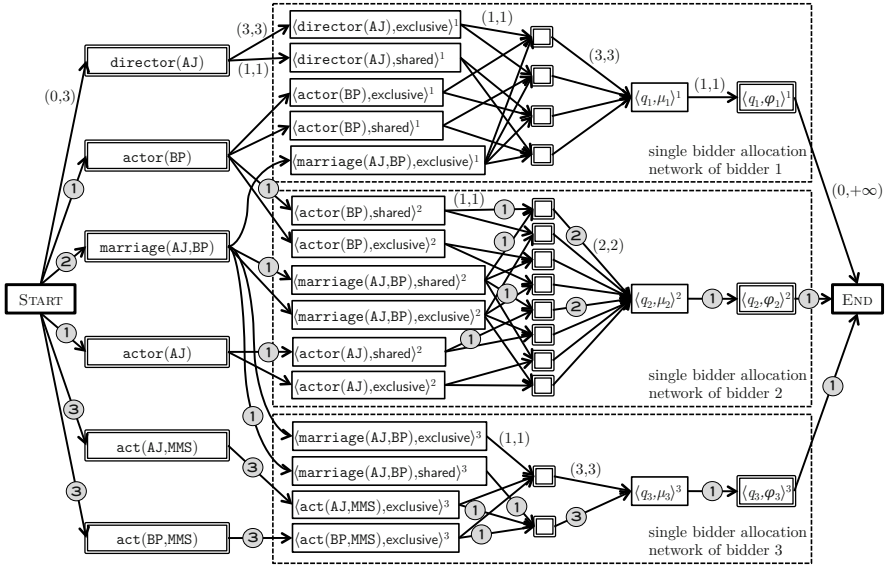 START
(0,3)
1
2
1
3
3
director(AJ)
actor(BP)
marriage(AJ,BP)
actor(AJ)
act(AJ,MMS)
act(BP,MMS)
(3,3)
(1,1)
1
1
1
1
3
3
⟨director(AJ),exclusive⟩¹
⟨director(AJ),shared⟩¹
⟨actor(BP),exclusive⟩¹
⟨actor(BP),shared⟩¹
⟨marriage(AJ,BP),exclusive⟩¹
(1,1)
(3,3)
⟨q₁,μ₁⟩¹
(1,1)
⟨q₁,φ₁⟩¹
single bidder allocation
network of bidder 1
⟨actor(BP),shared⟩²
⟨actor(BP),exclusive⟩²
⟨marriage(AJ,BP),shared⟩²
⟨marriage(AJ,BP),exclusive⟩²
⟨actor(AJ),shared⟩²
⟨actor(AJ),exclusive⟩²
(1,1)
1
1
1
1
2
2
(2,2)
⟨q₂,μ₂⟩²
1
⟨q₂,φ₂⟩²
1
single bidder allocation
network of bidder 2
⟨marriage(AJ,BP),exclusive⟩³
⟨marriage(AJ,BP),shared⟩³
⟨act(AJ,MMS),exclusive⟩³
⟨act(BP,MMS),exclusive⟩³
(1,1)
1
1
1
3
(3,3)
⟨q₃,μ₃⟩³
1
⟨q₃,φ₃⟩³
single bidder allocation
network of bidder 3
(0,+∞)
END
1